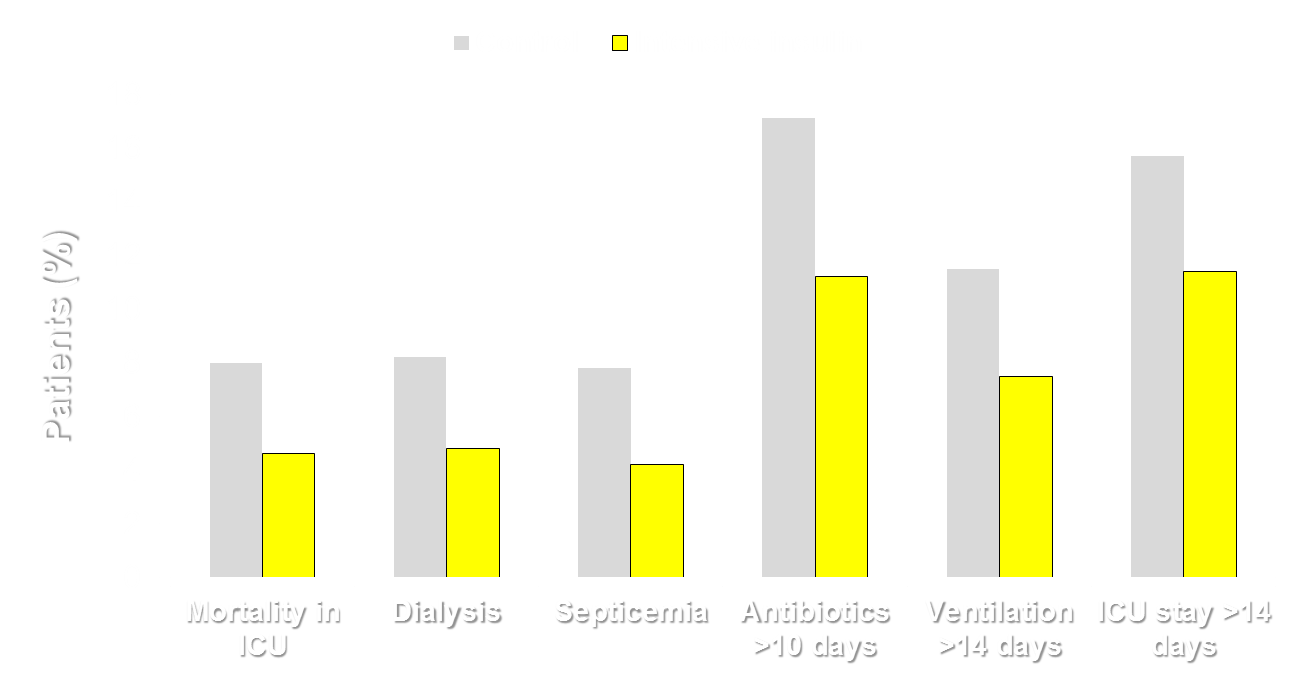 Patients (%)
Mortality in
ICU
Dialysis
Septicemia
Antibiotics
>10 days
Ventilation
>14 days
ICU stay >14
days